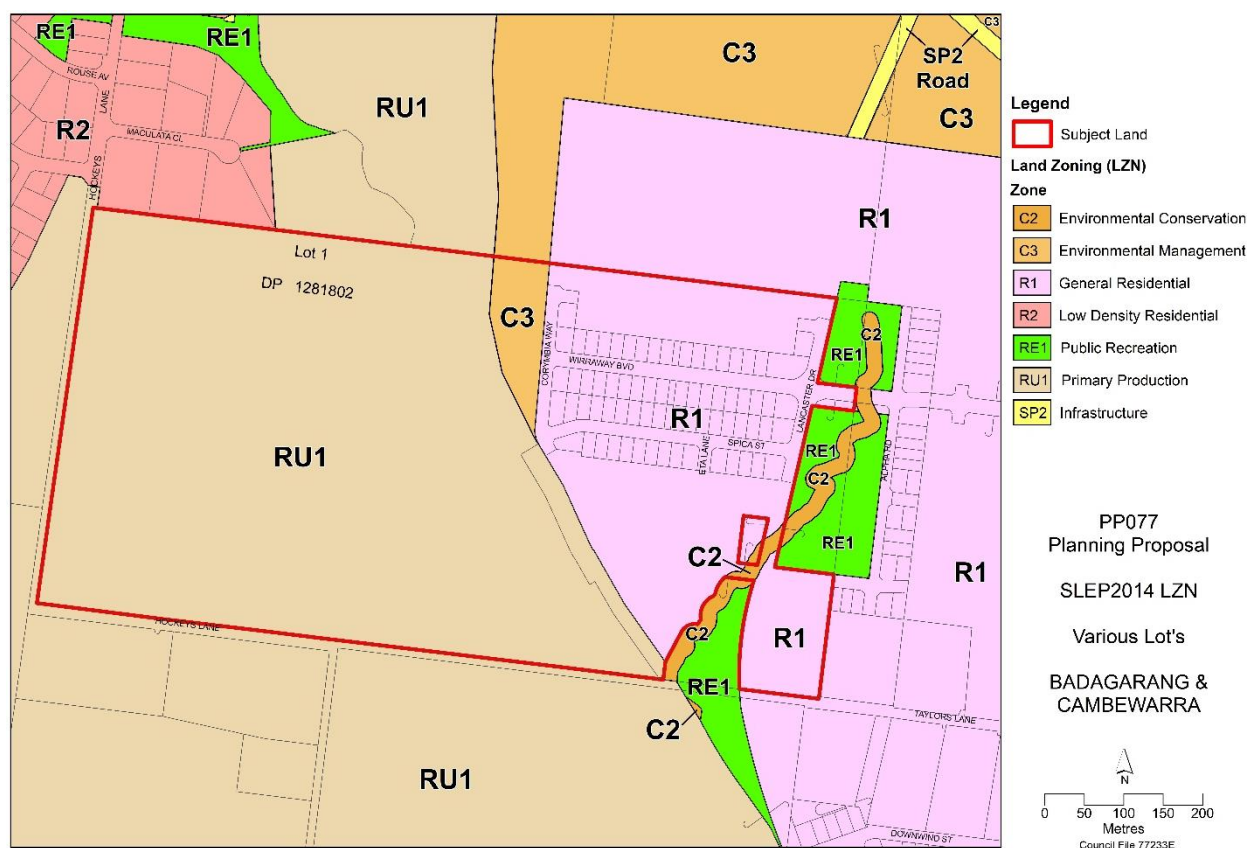 RE1
RE1
C3
C3
SP2
Road
C3
ROUSE AV
LANE
RU1
R2
MACULATA CL
HOCKEYS
R1
Lot 1
DP 1281802
C3
CORYMBIA WAY
WIRRAWAY BVD
LANCASTER DR
C2
RE1
R1
SPICA ST
ETA LANE
RE1
C2
ALPHA RD
RU1
RE1
C2
R1
HOCKEYS LANE
C2
R1
RE1
TAYLORS LANE
C2
RU1
DOWNWIND ST
Legend
Subject Land
Land Zoning (LZN)
Zone
C2 Environmental Conservation
C3 Environmental Management
R1 General Residential
R2 Low Density Residential
RE1 Public Recreation
RU1 Primary Production
SP2 Infrastructure
PP077
Planning Proposal
SLEP2014 LZN
Various Lot's
BADAGARANG &
CAMBEWARRA
N
0 50 100 150 200
Metres
Council File 77233E